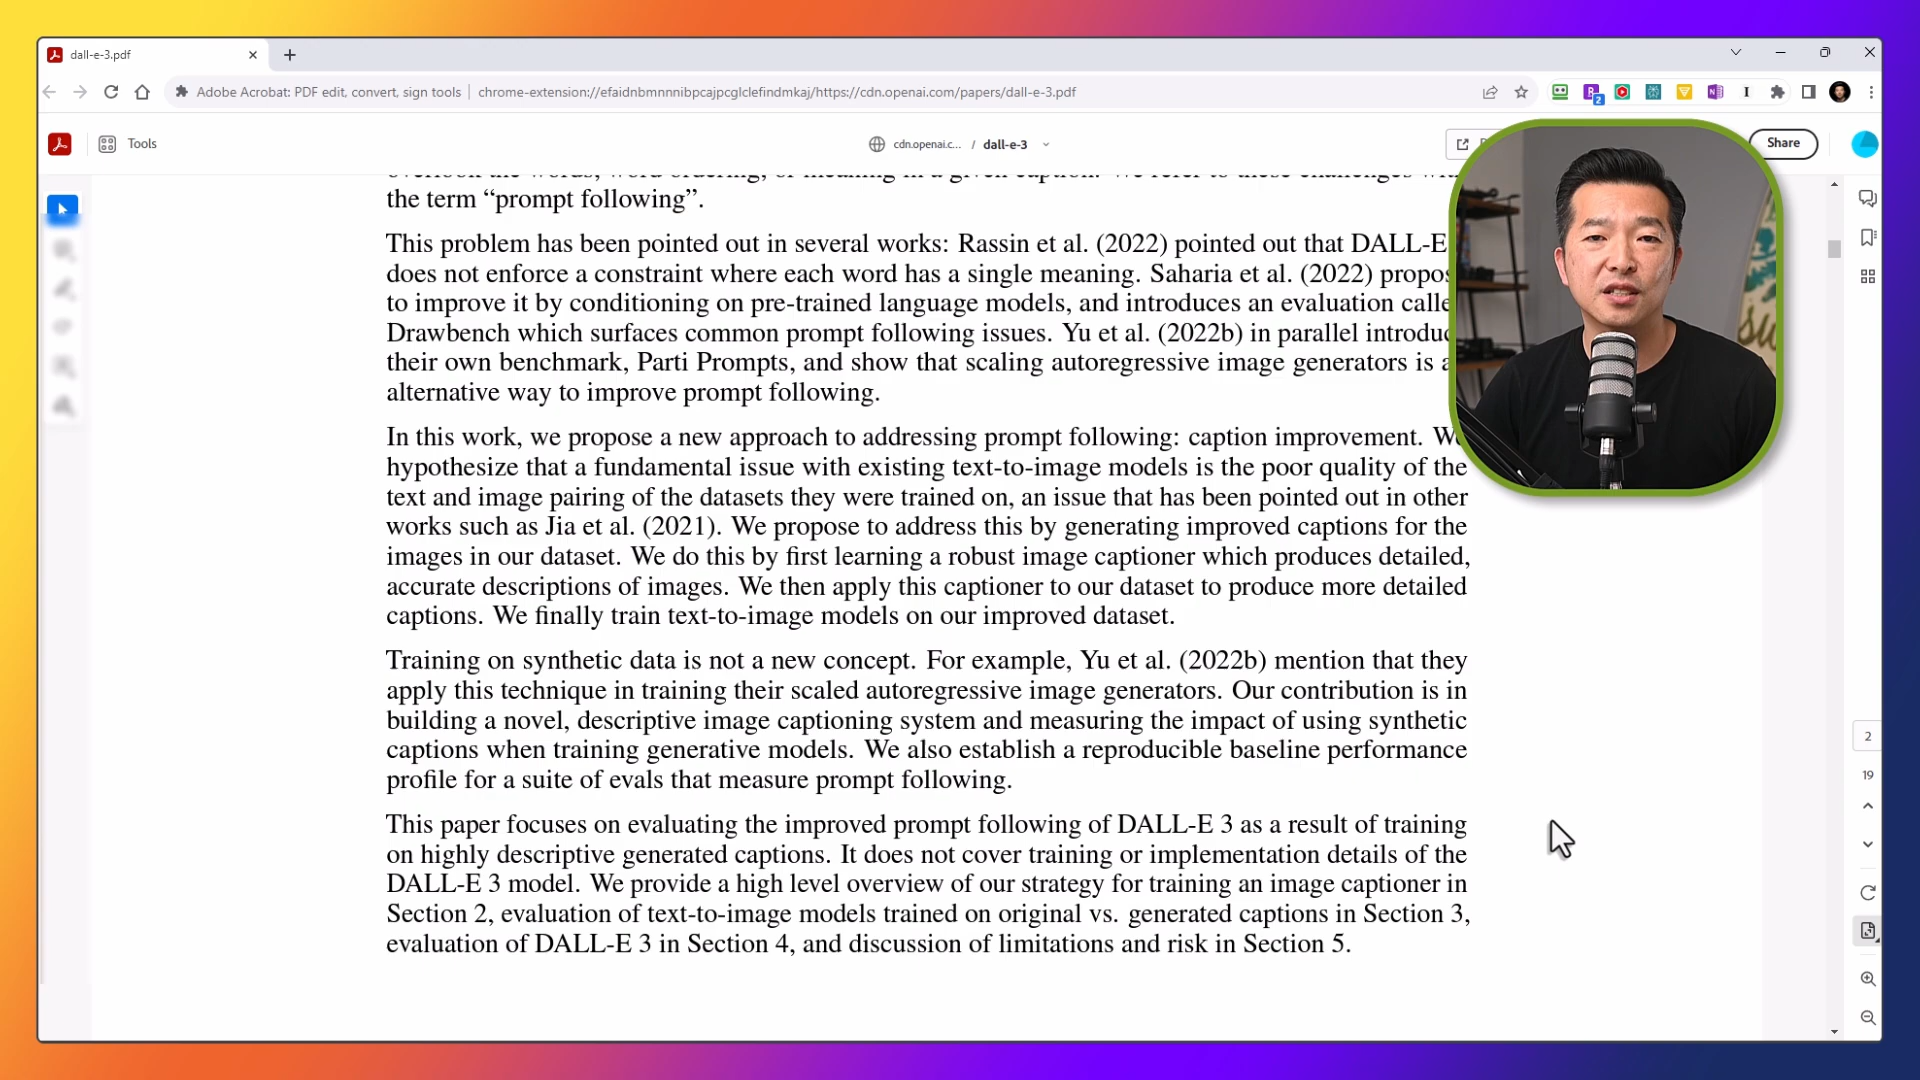 dall-e-3.pdf
Adobe Acrobat: PDF edit, convert, sign tools | chrome-extension://efaidnbmnnnibpcajpcglclefindmkaj/https://cdn.openai.com/papers/dall-e-3.pdf
Tools
cdn.openai.c... / dall-e-3
Share
the term “prompt following”.
This problem has been pointed out in several works: Rassin et al. (2022) pointed out that DALL-E
does not enforce a constraint where each word has a single meaning. Saharia et al. (2022)
to improve it by conditioning on pre-trained language models, and introduces an evaluation
Drawbench which surfaces common prompt following issues. Yu et al. (2022b) in parallel
their own benchmark, Parti Prompts, and show that scaling autoregressive image generators is
alternative way to improve prompt following.
In this work, we propose a new approach to addressing prompt following: caption improvement. We
hypothesize that a fundamental issue with existing text-to-image models is the poor quality of the
text and image pairing of the datasets they were trained on, an issue that has been pointed out in other
works such as Jia et al. (2021). We propose to address this by generating improved captions for the
images in our dataset. We do this by first learning a robust image captioner which produces detailed,
accurate descriptions of images. We then apply this captioner to our dataset to produce more detailed
captions. We finally train text-to-image models on our improved dataset.
Training on synthetic data is not a new concept. For example, Yu et al. (2022b) mention that they
apply this technique in training their scaled autoregressive image generators. Our contribution is in
building a novel, descriptive image captioning system and measuring the impact of using synthetic
captions when training generative models. We also establish a reproducible baseline performance
profile for a suite of evals that measure prompt following.
This paper focuses on evaluating the improved prompt following of DALL-E 3 as a result of training
on highly descriptive generated captions. It does not cover training or implementation details of the
DALL-E 3 model. We provide a high level overview of our strategy for training an image captioner in
Section 2, evaluation of text-to-image models trained on original vs. generated captions in Section 3,
evaluation of DALL-E 3 in Section 4, and discussion of limitations and risk in Section 5.
2
19